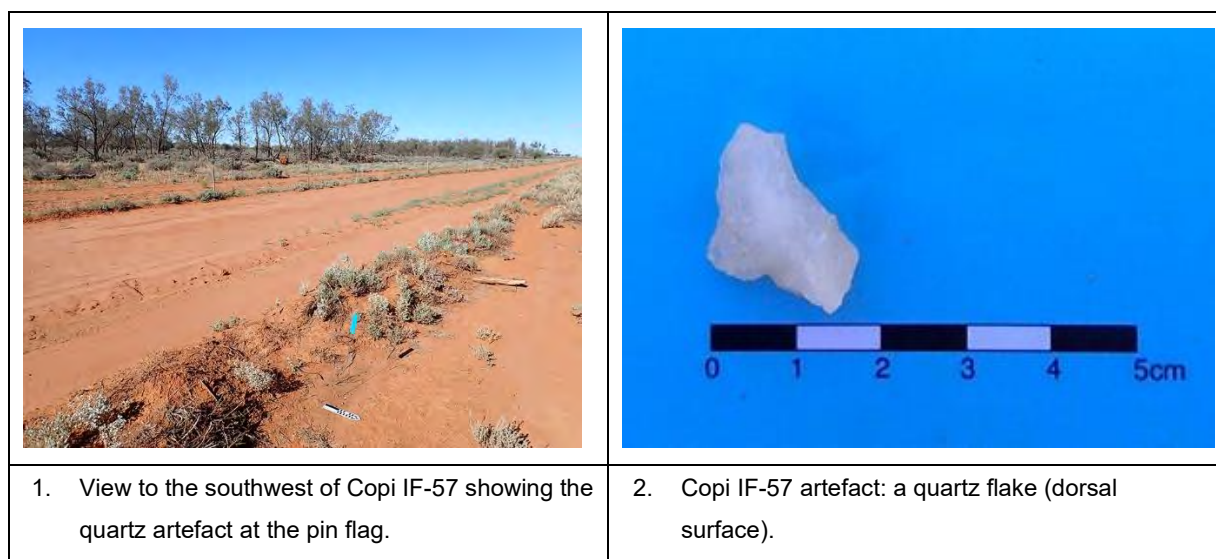 0 1 2 3 4 5cm
1. View to the southwest of Copi IF-57 showing the
quartz artefact at the pin flag.
2. Copi IF-57 artefact: a quartz flake (dorsal
surface).